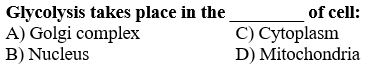 Glycolysis takes place in the ________ of cell:
A) Golgi complex C) Cytoplasm
B) Nucleus D) Mitochondria